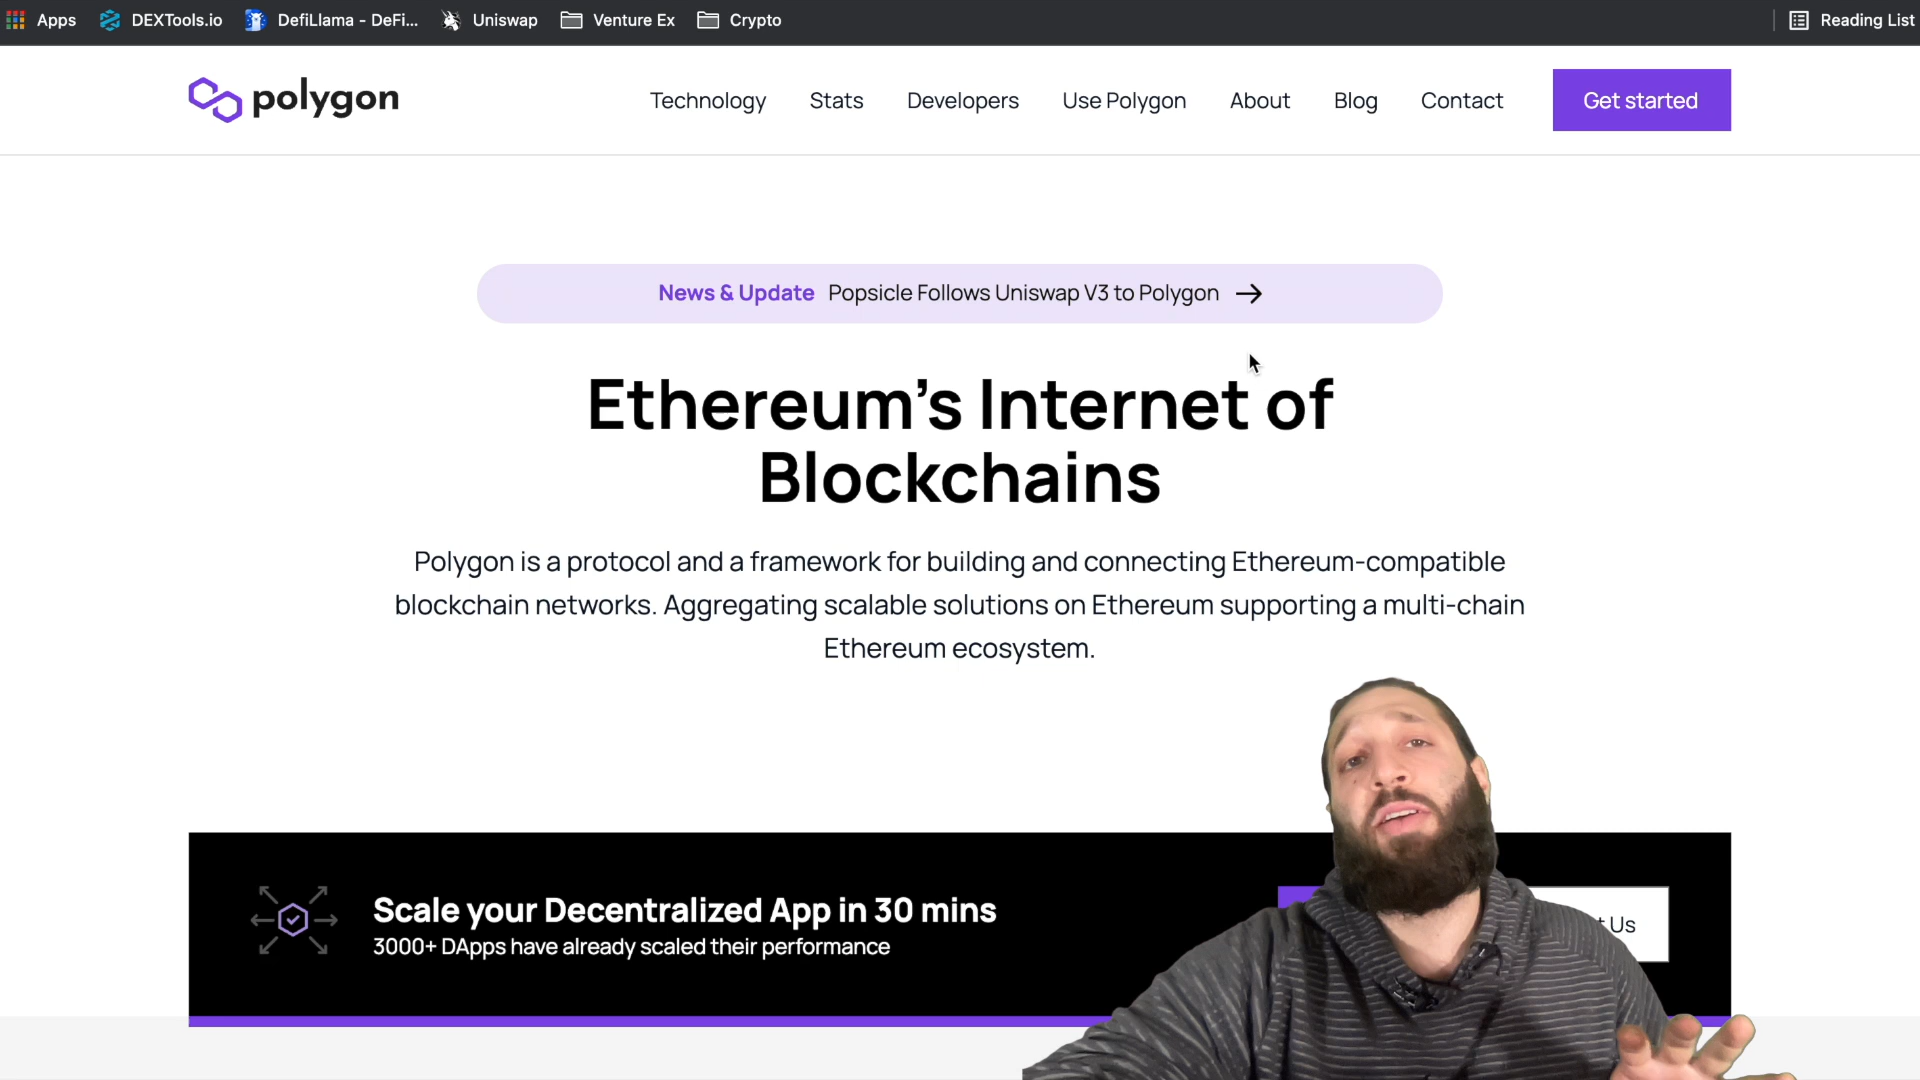 Apps DEXTools.io DefiLlama - DeFi... Uniswap Venture Ex Crypto Reading List
polygon Technology Stats Developers Use Polygon About Blog Contact Get started
News & Update Popsicle Follows Uniswap V3 to Polygon
Ethereum's Internet of
Blockchains
Polygon is a protocol and a framework for building and connecting Ethereum-compatible
blockchain networks. Aggregating scalable solutions on Ethereum supporting a multi-chain
Ethereum ecosystem.
Scale your Decentralized App in 30 mins
3000+ DApps have already scaled their performance
Us